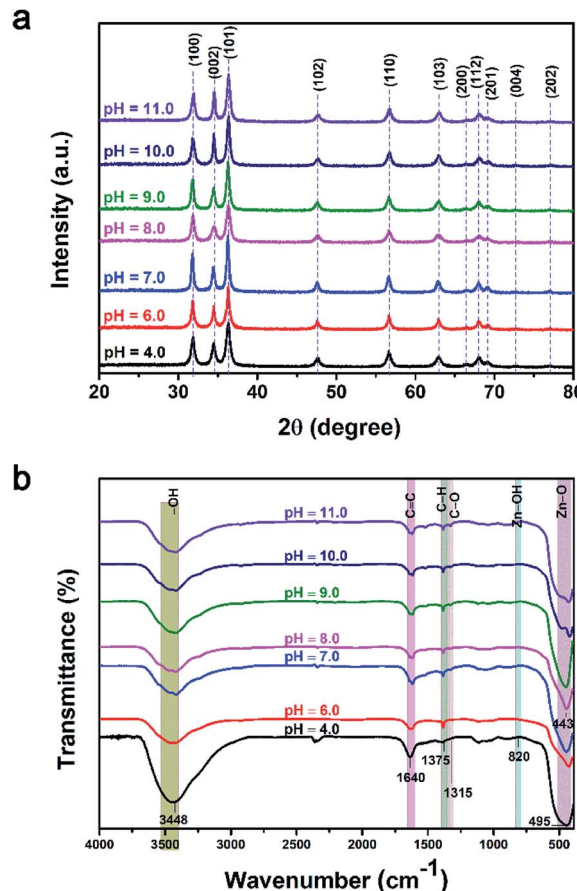 a
(100)
(002)
(101)
(102)
(110)
(103)
(200)
(112)
(201)
(004)
(202)
pH = 11.0
pH = 10.0
pH = 9.0
pH = 8.0
pH = 7.0
pH = 6.0
pH = 4.0
Intensity (a.u.)
20 30 40 50 60 70 80
2θ (degree)
b
–OH
C=C
C–H
C–O
Zn–OH
Zn–O
pH = 11.0
pH = 10.0
pH = 9.0
pH = 8.0
pH = 7.0
pH = 6.0
pH = 4.0
443
1375
820
1640
1315
3448
495
Transmittance (%)
4000 3500 3000 2500 2000 1500 1000 500
Wavenumber (cm⁻¹)